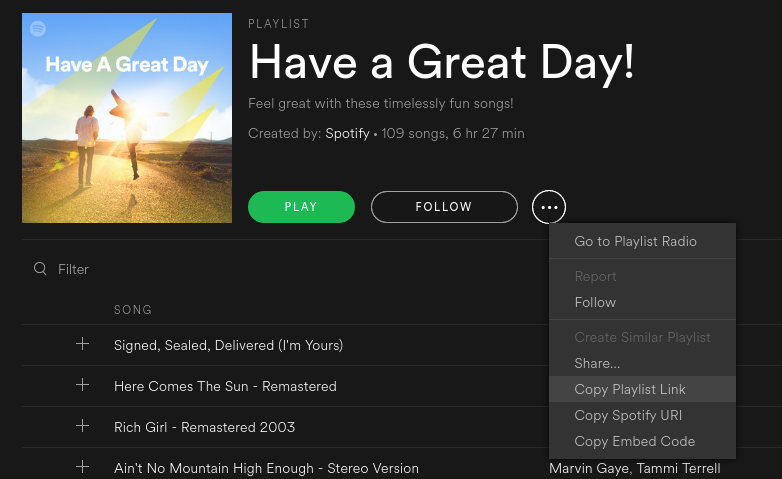 Have A Great Day
PLAYLIST
Have a Great Day!
Feel great with these timelessly fun songs!
Created by: Spotify • 109 songs, 6 hr 27 min
PLAY
FOLLOW
Go to Playlist Radio
Report
Follow
Create Similar Playlist
Share...
Copy Playlist Link
Copy Spotify URI
Copy Embed Code
Filter
SONG
Signed, Sealed, Delivered (I'm Yours)
Here Comes The Sun - Remastered
Rich Girl - Remastered 2003
Ain't No Mountain High Enough - Stereo Version
Marvin Gaye, Tammi Terrell